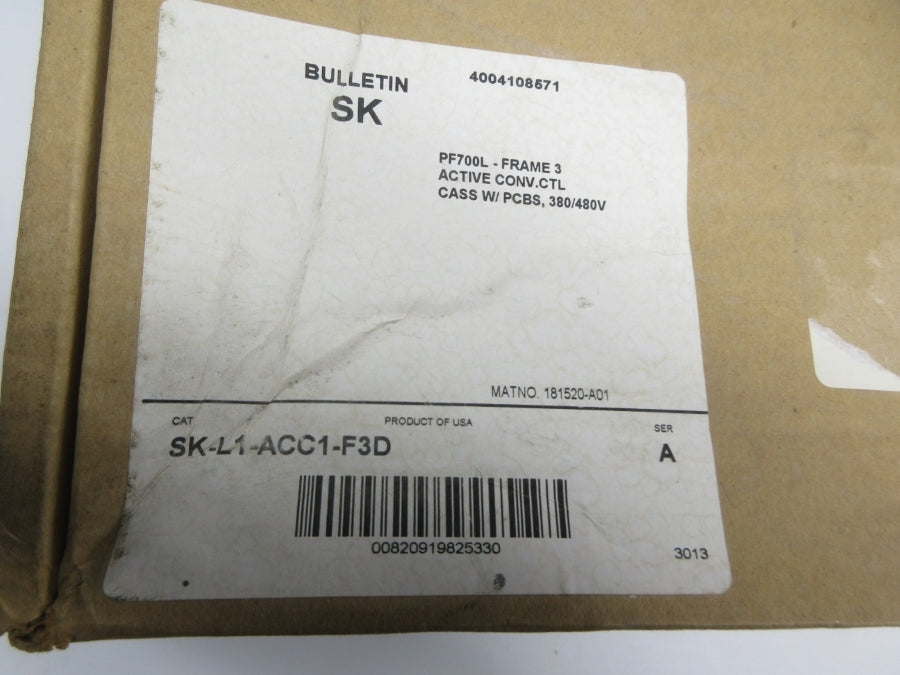 BULLETIN
SK
4004108571
PF700L - FRAME 3
ACTIVE CONV.CTL
CASS W/ PCBS, 380/480V
MATNO. 181520-A01
CAT
PRODUCT OF USA
SER
SK-L1-ACC1-F3D
A
00820919825330
3013